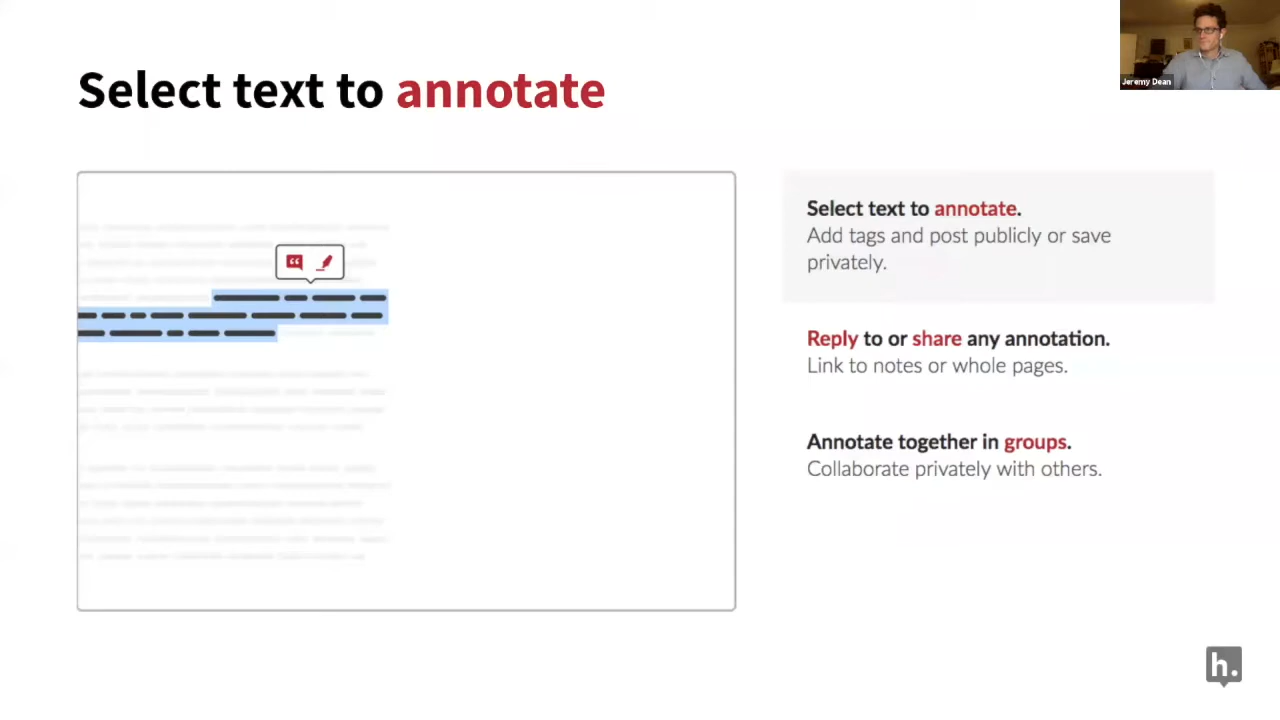 Select text to annotate
Jeremy Dean
Select text to annotate.
Add tags and post publicly or save
privately.
Reply to or share any annotation.
Link to notes or whole pages.
Annotate together in groups.
Collaborate privately with others.
h.